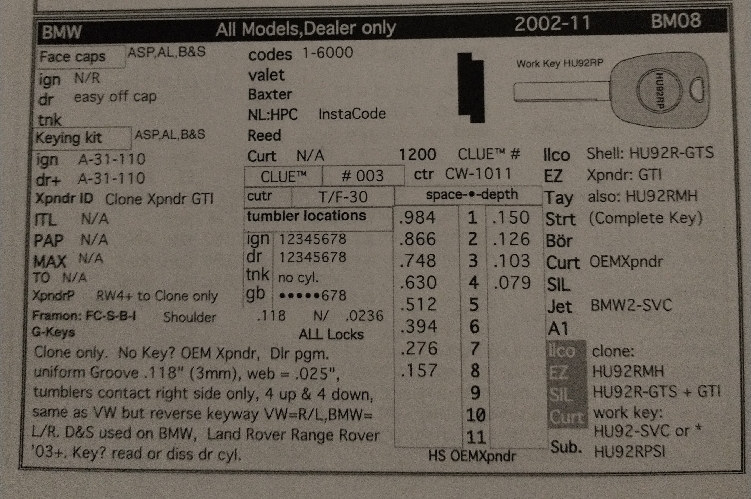 BMW All Models,Dealer only 2002-11 BM08
Face caps ASP,AL,B&S
ign N/R
dr easy off cap
tnk
Keying kit ASP,AL,B&S
ign A-31-110
dr+ A-31-110
Xpndr ID Clone Xpndr GTI
ITL N/A
PAP N/A
MAX N/A
TO N/A
XpndrP RW4+ to Clone only
Framon: FC-S-B-I Shoulder .118 N/ .0236
G-Keys ALL Locks
Clone only. No Key? OEM Xpndr, Dlr pgm.
uniform Groove .118" (3mm), web = .025",
tumblers contact right side only, 4 up & 4 down,
same as VW but reverse keyway VW=R/L,BMW=
L/R. D&S used on BMW, Land Rover Range Rover
'03+. Key? read or diss dr cyl.
codes 1-6000
valet
Baxter
NL:HPC InstaCode
Reed
Curt N/A 1200 CLUE™ #
CLUE™ # 003 ctr CW-1011
cutr T/F-30 space-•-depth
tumbler locations
ign 12345678
dr 12345678
tnk no cyl.
gb •••••678
.984 1 .150
.866 2 .126
.748 3 .103
.630 4 .079
.512 5
.394 6
.276 7
.157 8
9
10
11
HS OEMXpndr
Work Key HU92RP
HU92RP
Ilco Shell: HU92R-GTS
EZ Xpndr: GTI
Tay also: HU92RMH
Strt (Complete Key)
Bör
Curt OEMXpndr
SIL
Jet BMW2-SVC
A1
Ilco clone:
EZ HU92RMH
SIL HU92R-GTS + GTI
Curt work key:
HU92-SVC or *
Sub. HU92RPSI